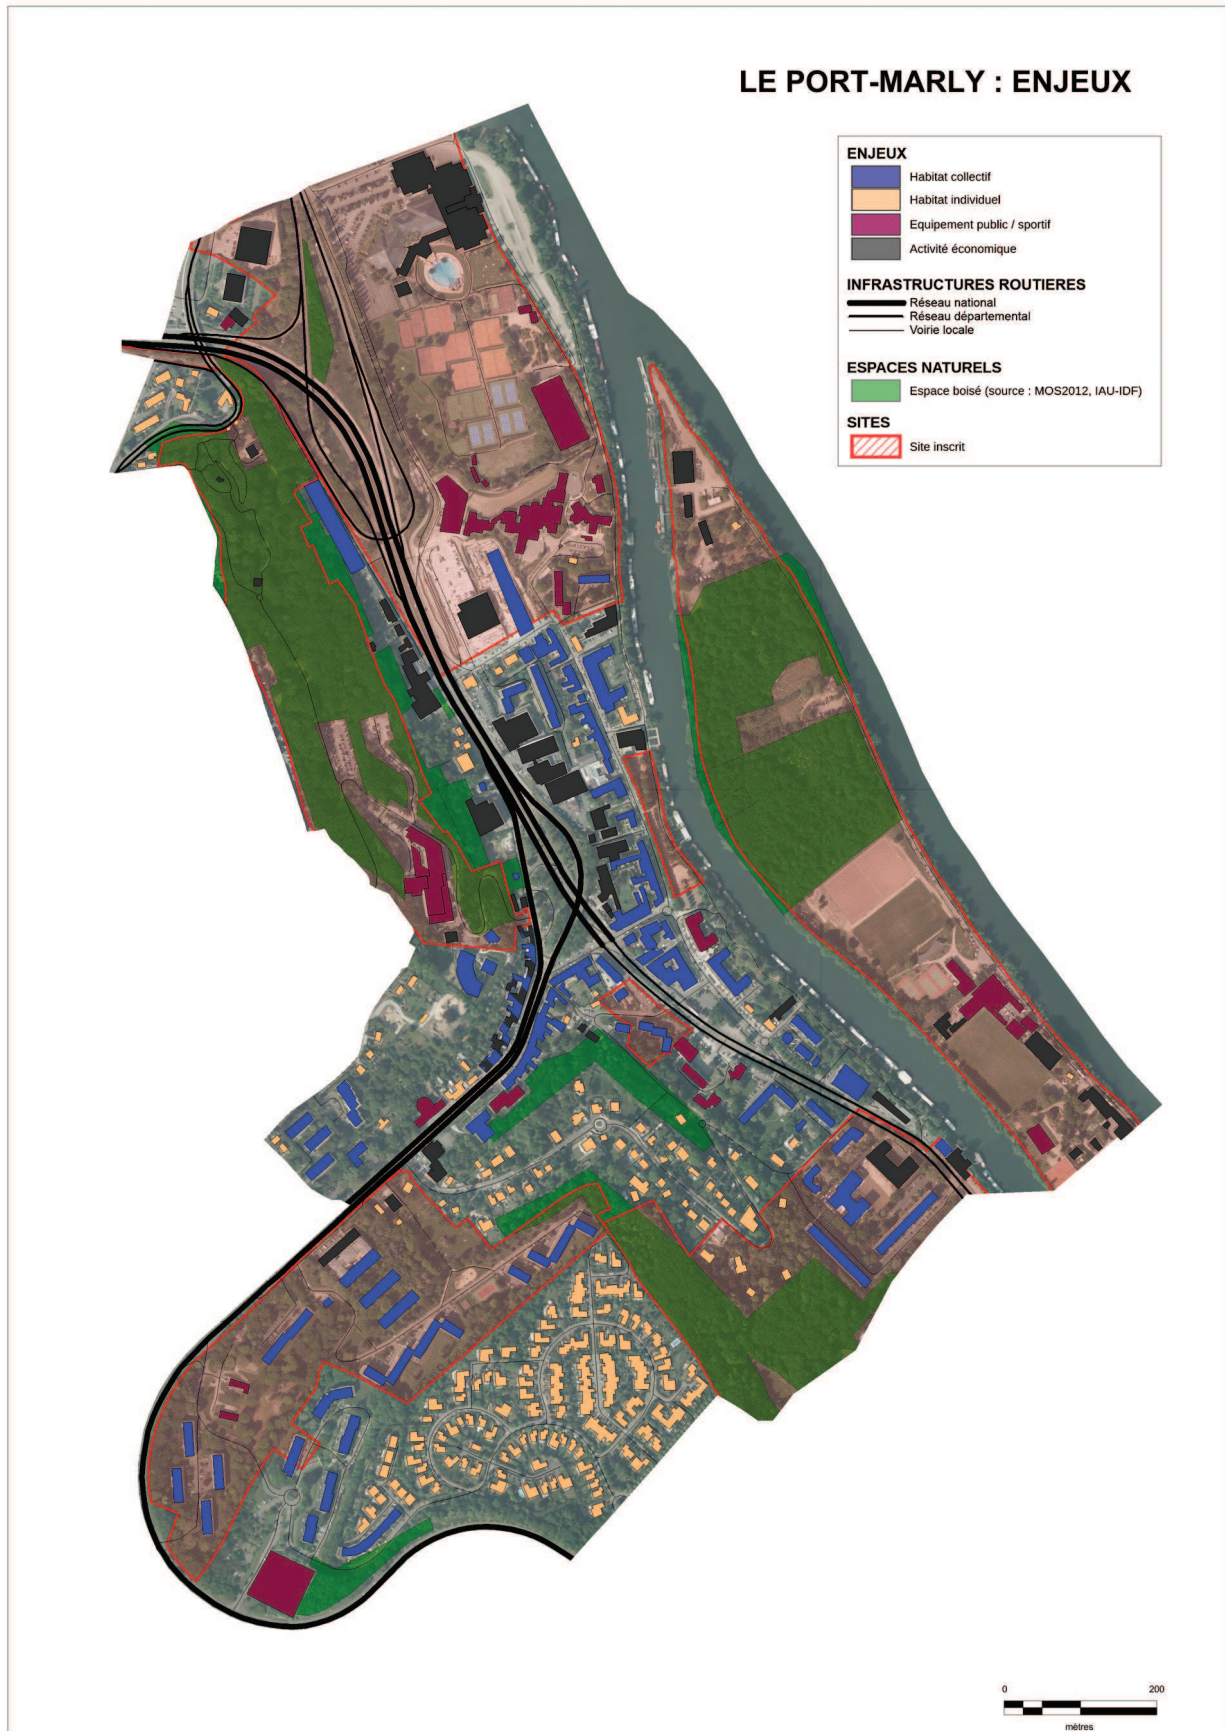 LE PORT-MARLY : ENJEUX
ENJEUX
Habitat collectif
Habitat individuel
Equipement public / sportif
Activité économique
INFRASTRUCTURES ROUTIERES
Réseau national
Réseau départemental
Voirie locale
ESPACES NATURELS
Espace boisé (source : MOS2012, IAU-IDF)
SITES
Site inscrit
0 200
mètres